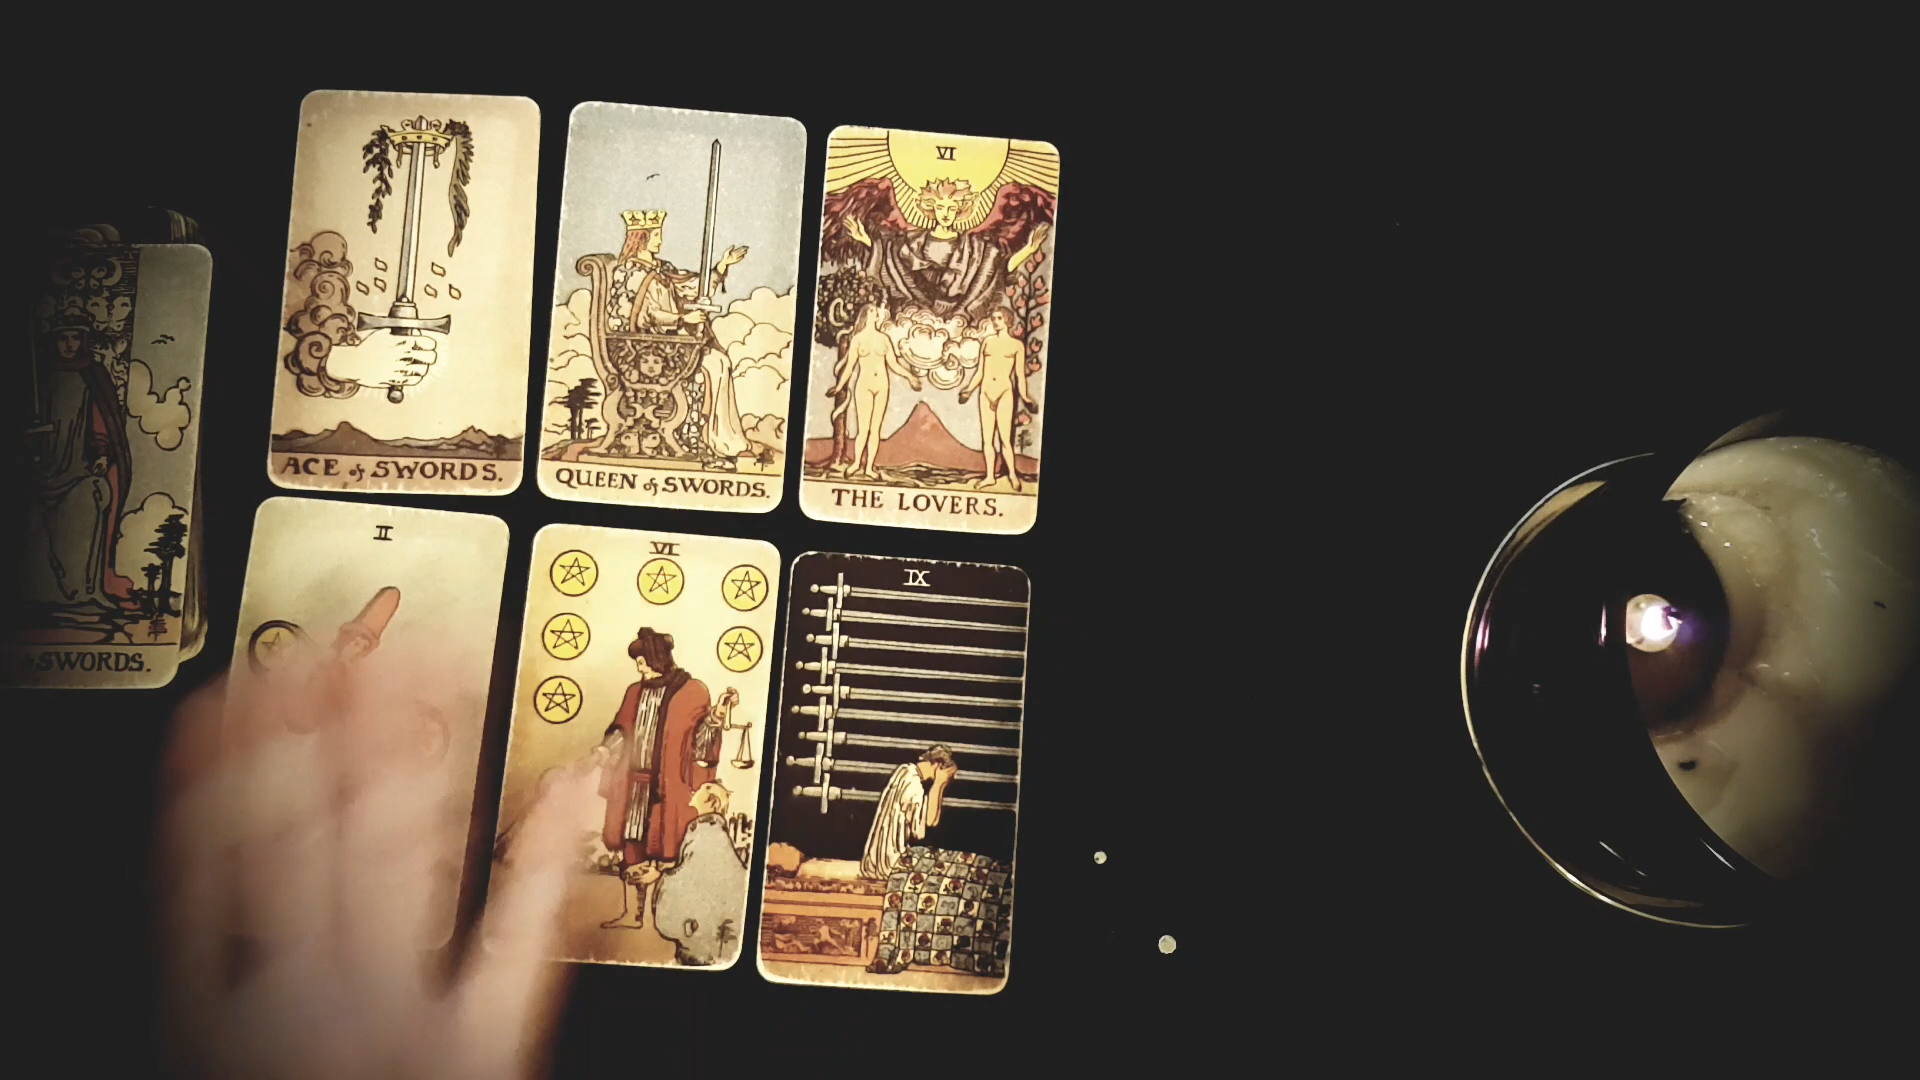 VI
ACE of SWORDS.
QUEEN of SWORDS.
THE LOVERS.
II
VI
IX
SWORDS.